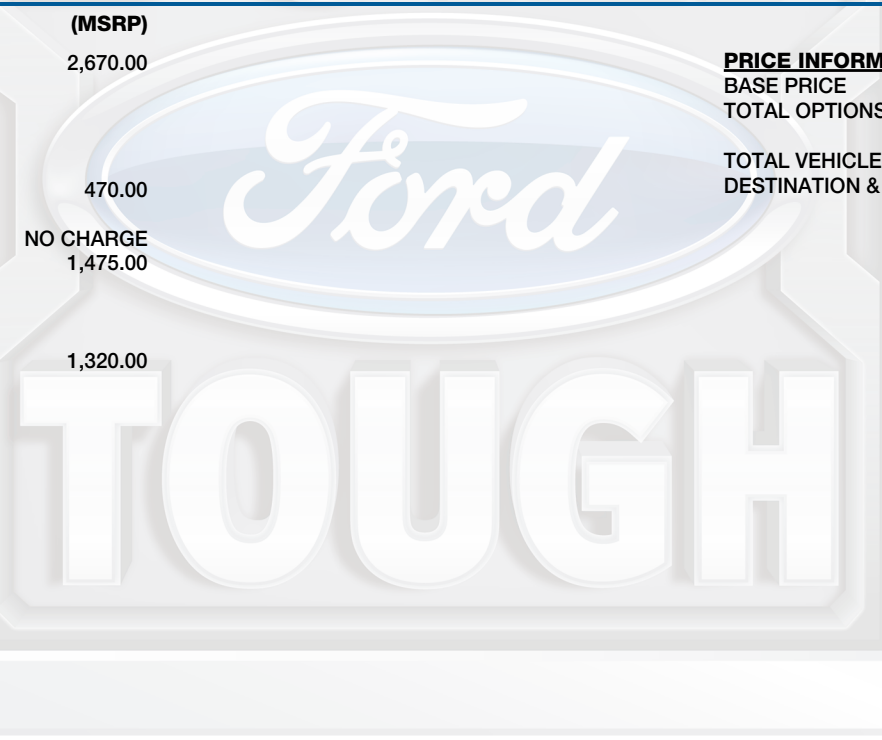 (MSRP)
2,670.00
470.00
NO CHARGE
1,475.00
1,320.00
PRICE INFORM
BASE PRICE
TOTAL OPTIONS
TOTAL VEHICLE
DESTINATION &
Ford
TOUGH